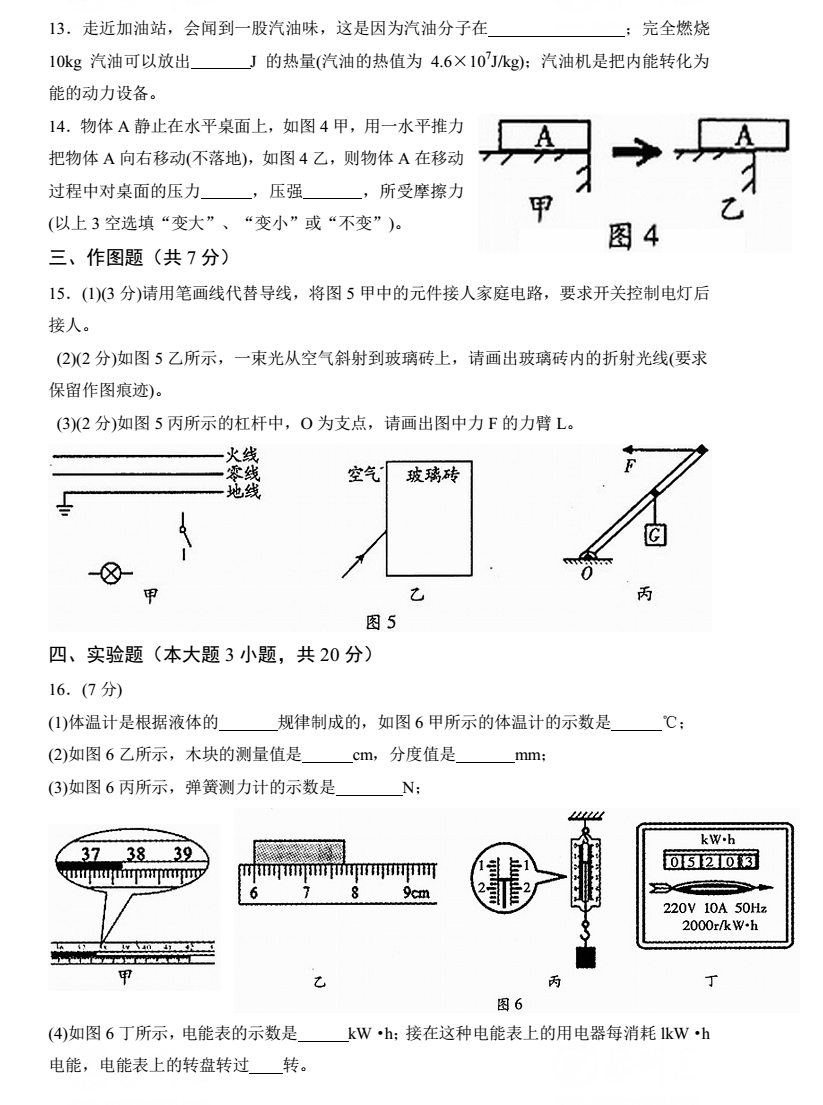 13．走近加油站，会闻到一股汽油味，这是因为汽油分子在________________；完全燃烧
10kg 汽油可以放出_______J 的热量(汽油的热值为 4.6×10⁷J/kg)；汽油机是把内能转化为
能的动力设备。
14．物体 A 静止在水平桌面上，如图 4 甲，用一水平推力
把物体 A 向右移动(不落地)，如图 4 乙，则物体 A 在移动
过程中对桌面的压力______，压强_______，所受摩擦力
(以上 3 空选填“变大”、“变小”或“不变”)。
A A
甲 乙
图 4
三、作图题（共 7 分）
15．(1)(3 分)请用笔画线代替导线，将图 5 甲中的元件接人家庭电路，要求开关控制电灯后
接人。
(2)(2 分)如图 5 乙所示，一束光从空气斜射到玻璃砖上，请画出玻璃砖内的折射光线(要求
保留作图痕迹)。
(3)(2 分)如图 5 丙所示的杠杆中，O 为支点，请画出图中力 F 的力臂 L。
火线
零线
地线
甲
空气 玻璃砖
乙
F
G
O
丙
图 5
四、实验题（本大题 3 小题，共 20 分）
16．(7 分)
(1)体温计是根据液体的_______规律制成的，如图 6 甲所示的体温计的示数是______℃；
(2)如图 6 乙所示，木块的测量值是______cm，分度值是_______mm；
(3)如图 6 丙所示，弹簧测力计的示数是________N；
37 38 39
甲
6 7 8 9cm
乙
1 1
2 2
丙
kW·h
0 5 2 1 0 3
220V 10A 50Hz
2000r/kW·h
丁
图 6
(4)如图 6 丁所示，电能表的示数是______kW·h；接在这种电能表上的用电器每消耗 lkW·h
电能，电能表上的转盘转过____转。